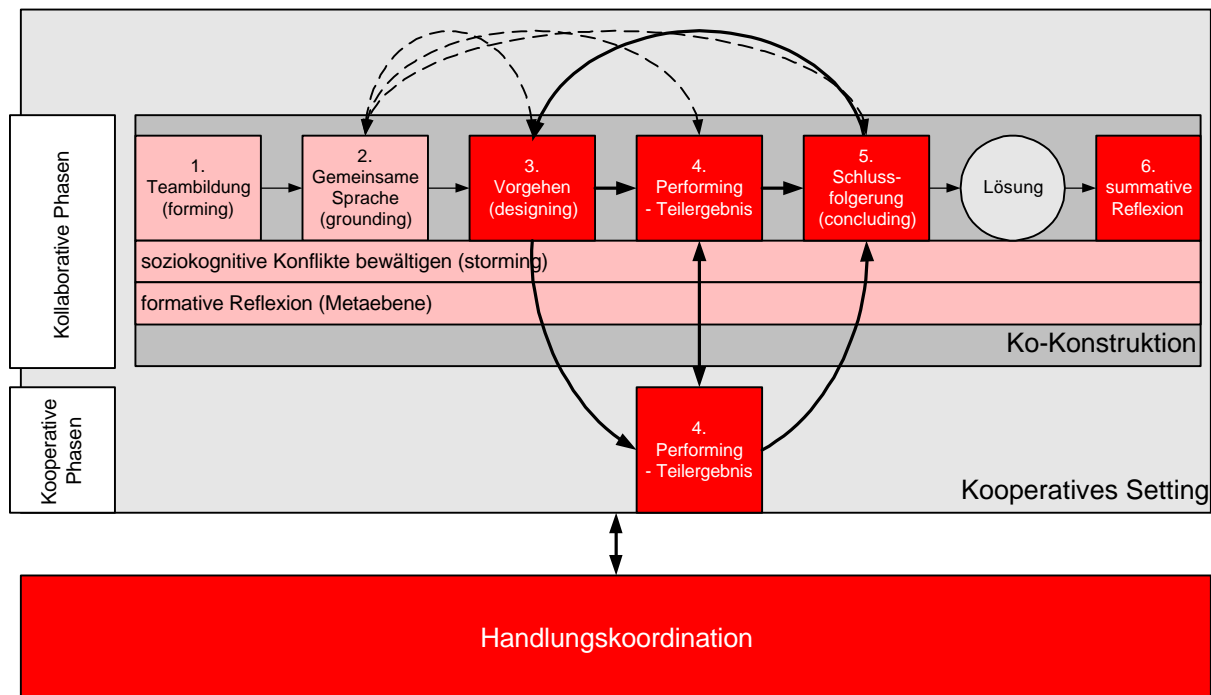 Kollaborative Phasen
1.
Teambildung
(forming)
2.
Gemeinsame
Sprache
(grounding)
3.
Vorgehen
(designing)
4.
Performing
- Teilergebnis
5.
Schluss-
folgerung
(concluding)
Lösung
6.
summative
Reflexion
soziokognitive Konflikte bewältigen (storming)
formative Reflexion (Metaebene)
Ko-Konstruktion
Kooperative
Phasen
4.
Performing
- Teilergebnis
Kooperatives Setting
Handlungskoordination